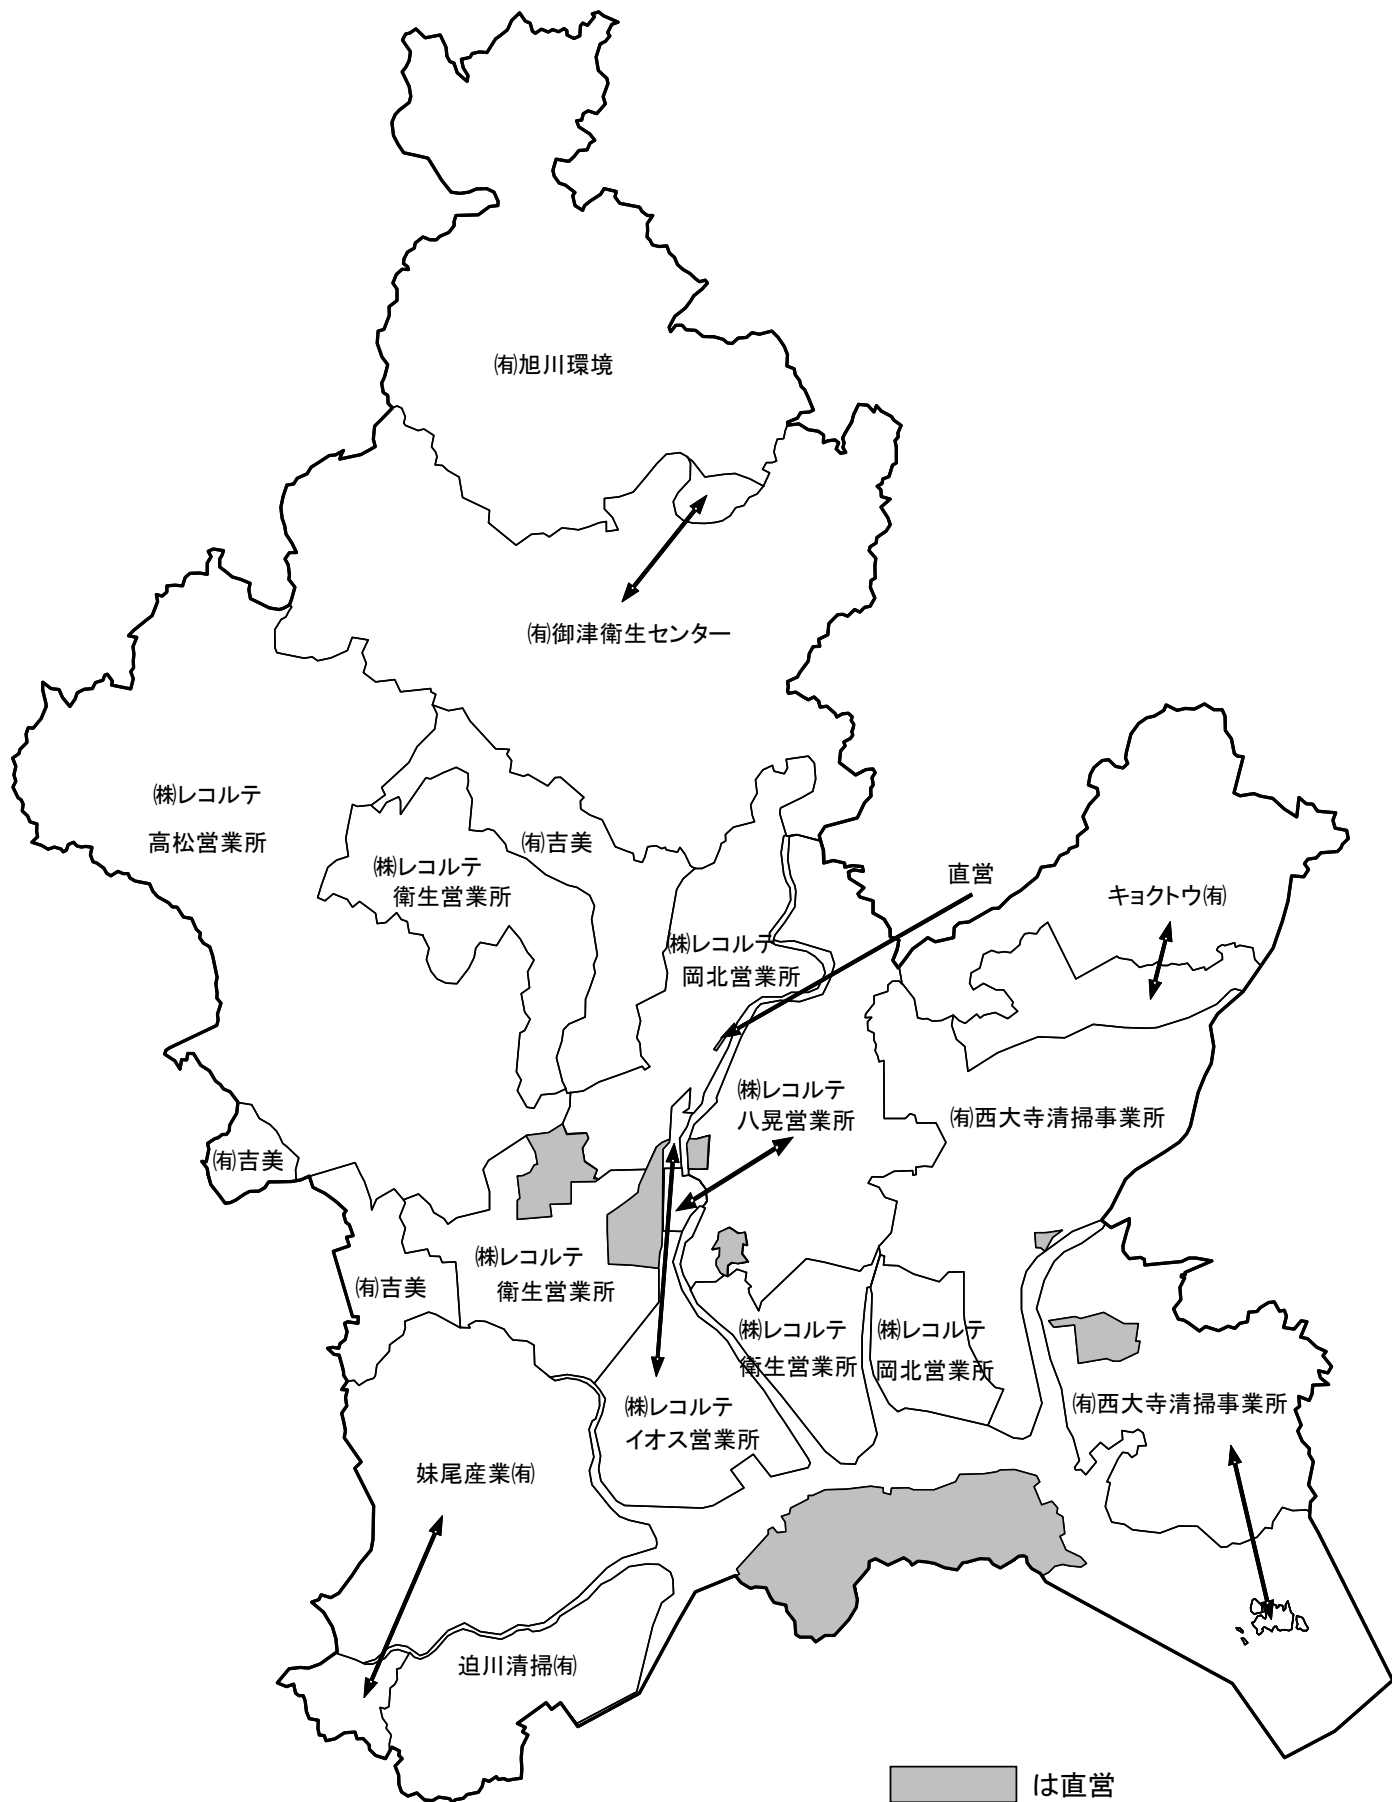 ㈲旭川環境
㈲御津衛生センター
㈱レコルテ
高松営業所
㈱レコルテ
衛生営業所
㈲吉美
直営
キョクトウ㈲
㈱レコルテ
岡北営業所
㈱レコルテ
八晃営業所
㈲西大寺清掃事業所
㈲吉美
㈲吉美
㈱レコルテ
衛生営業所
㈱レコルテ
衛生営業所
㈱レコルテ
岡北営業所
㈱レコルテ
イオス営業所
㈲西大寺清掃事業所
妹尾産業㈲
迫川清掃㈲
は直営